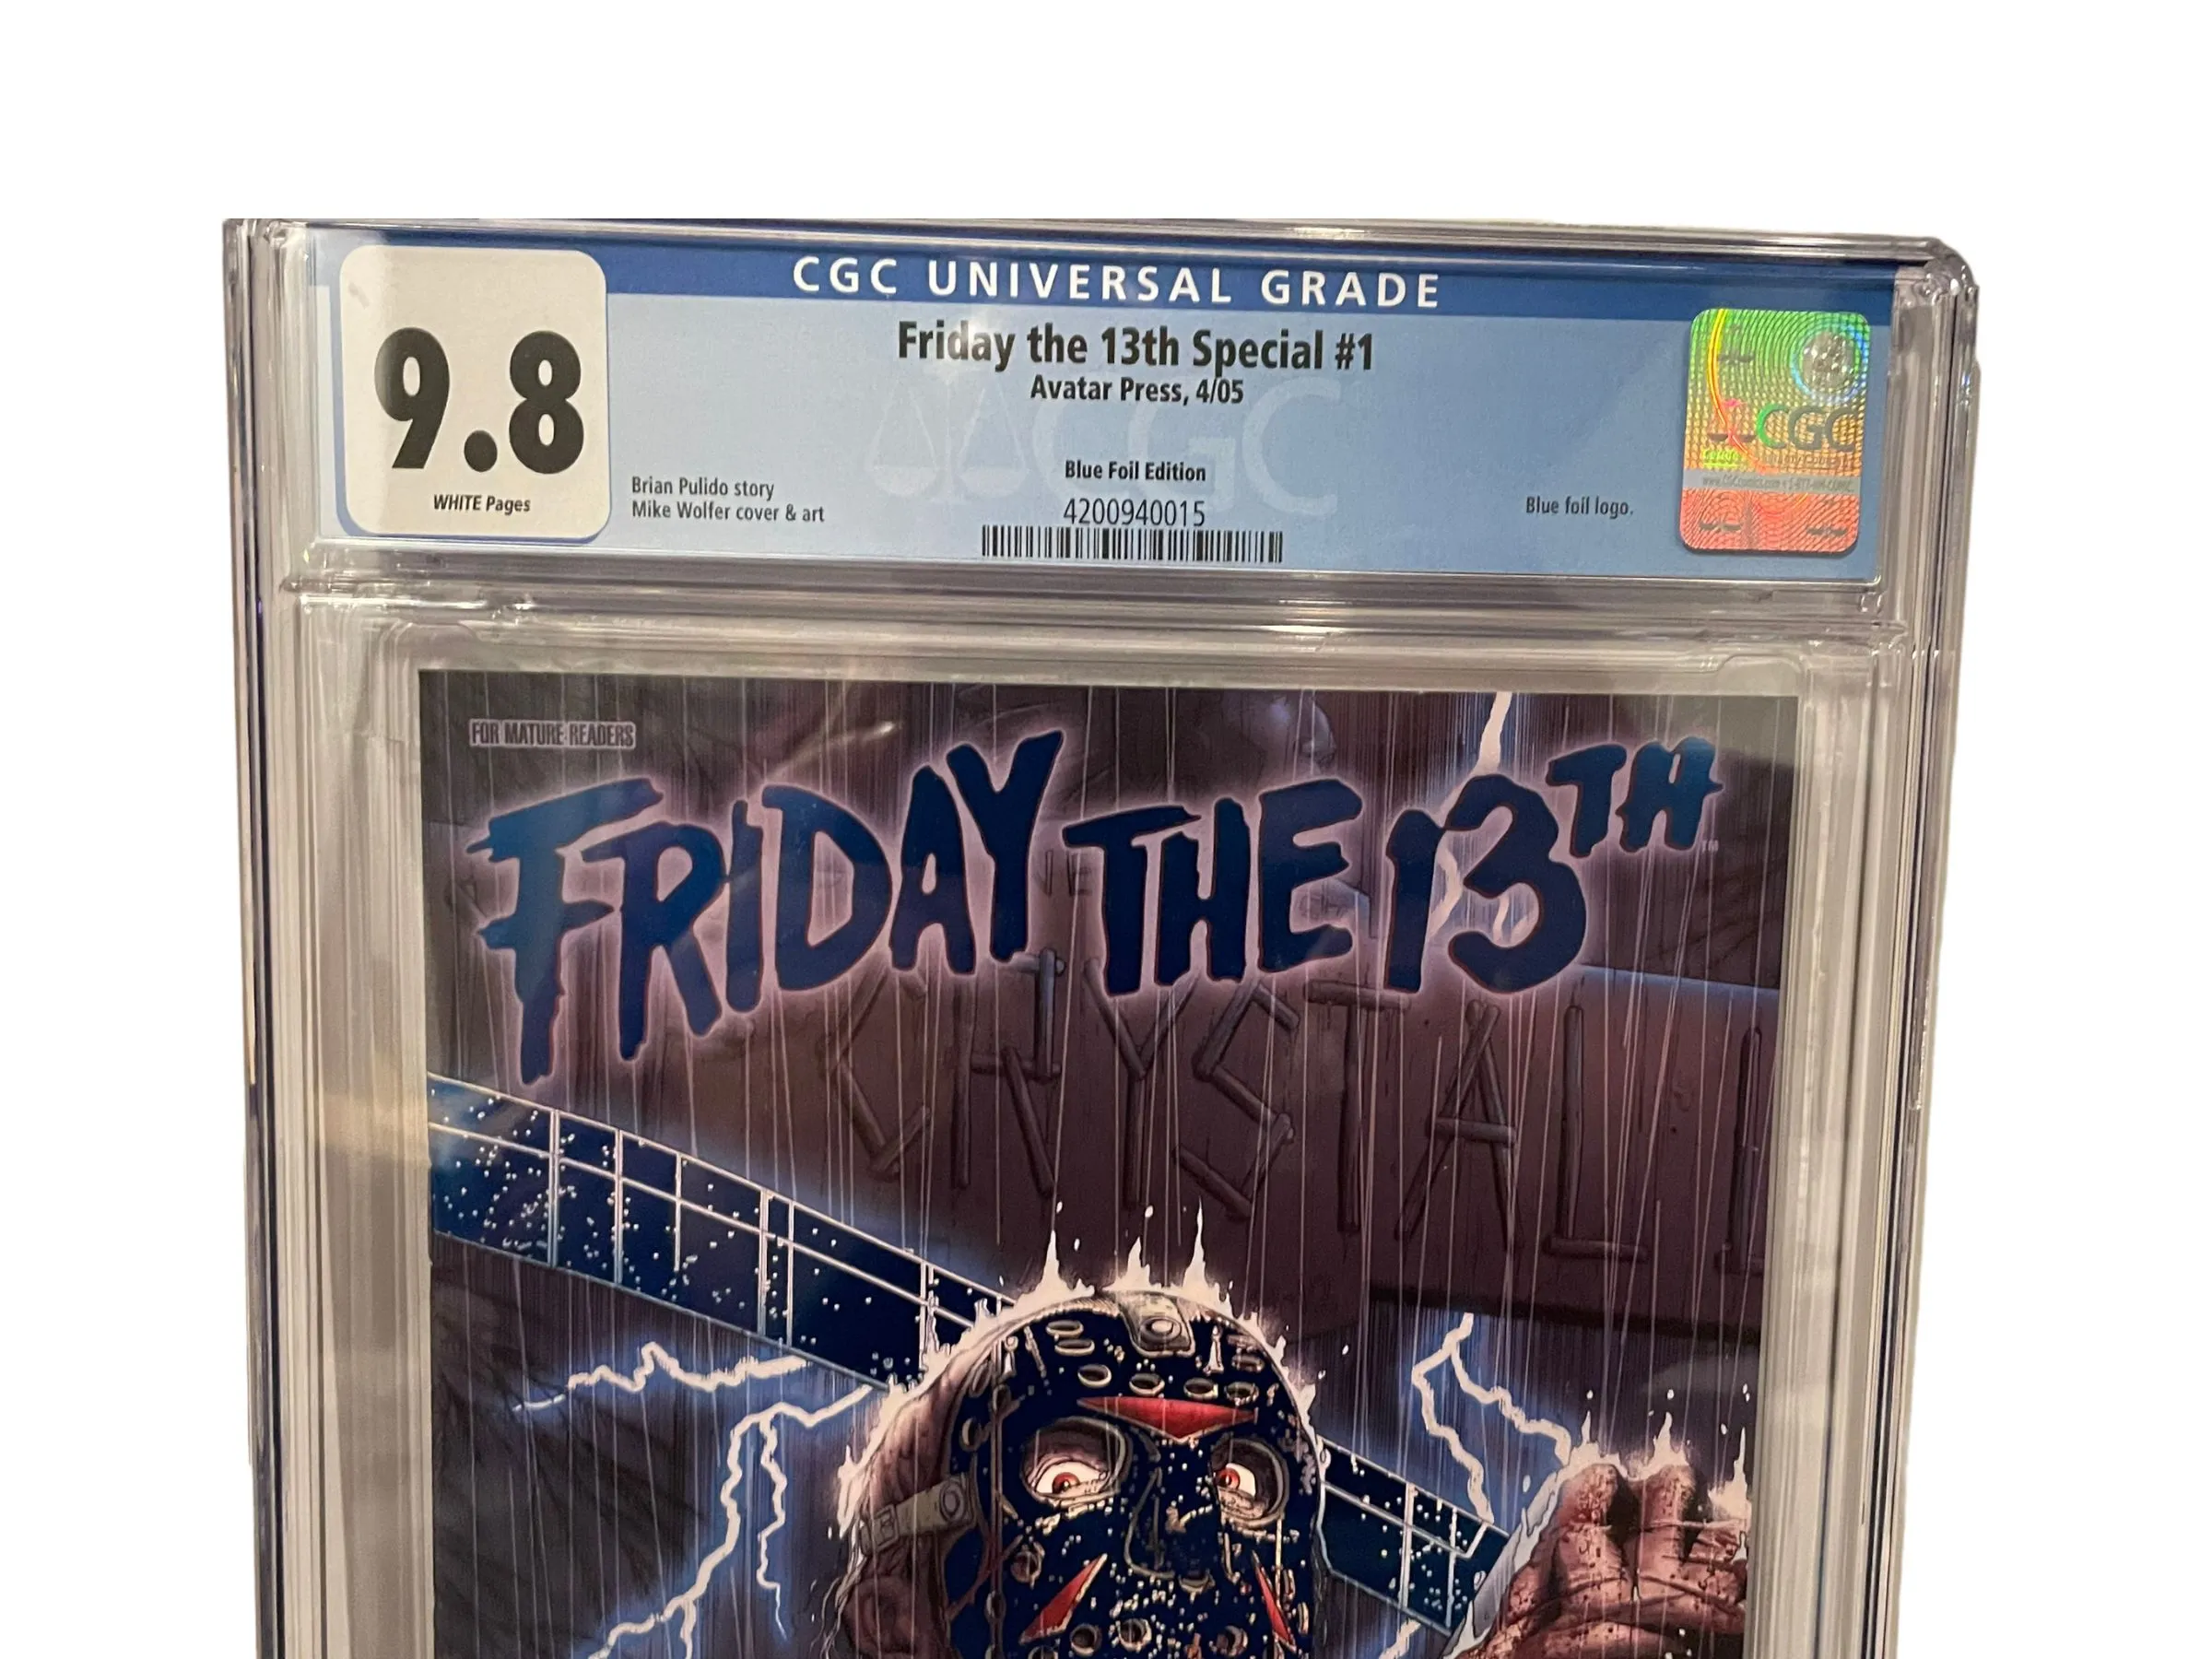 CGC UNIVERSAL GRADE
9.8
WHITE Pages
Friday the 13th Special #1
Avatar Press, 4/05
Brian Pulido story
Mike Wolfer cover & art
Blue Foil Edition
4200940015
Blue foil logo.
CGC
CGC
FOR MATURE READERS
FRIDAY THE 13TH
TM
CRYSTAL L